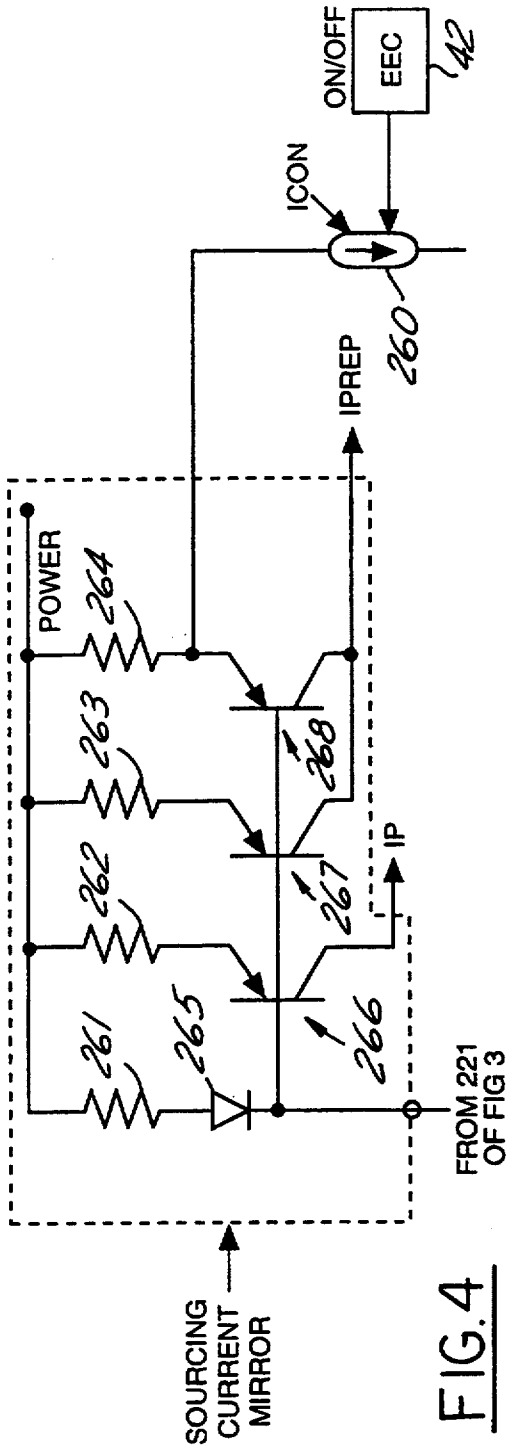 ON/OFF
EEC
42
ICON
260
IPREP
POWER
264
263
262
261
265
268
267
266
IP
FROM 221
OF FIG 3
SOURCING
CURRENT
MIRROR
FIG.4